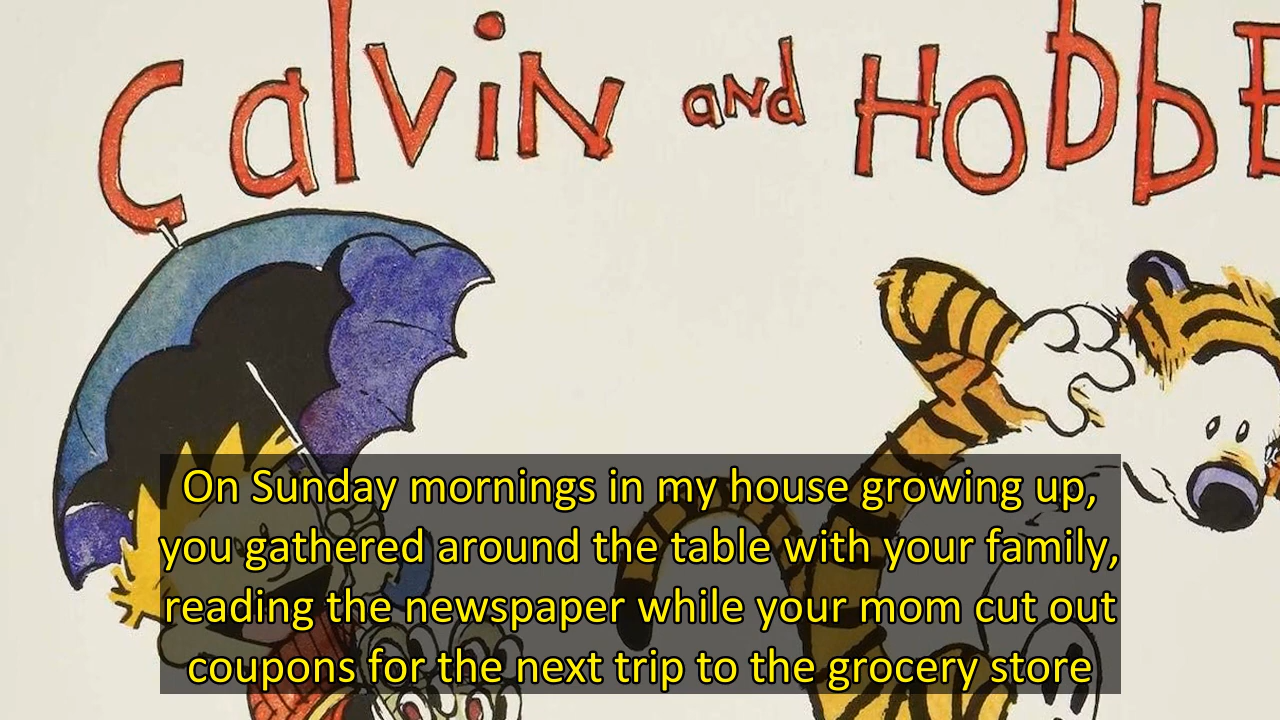 Calvin and HobbE
On Sunday mornings in my house growing up,
you gathered around the table with your family,
reading the newspaper while your mom cut out
coupons for the next trip to the grocery store